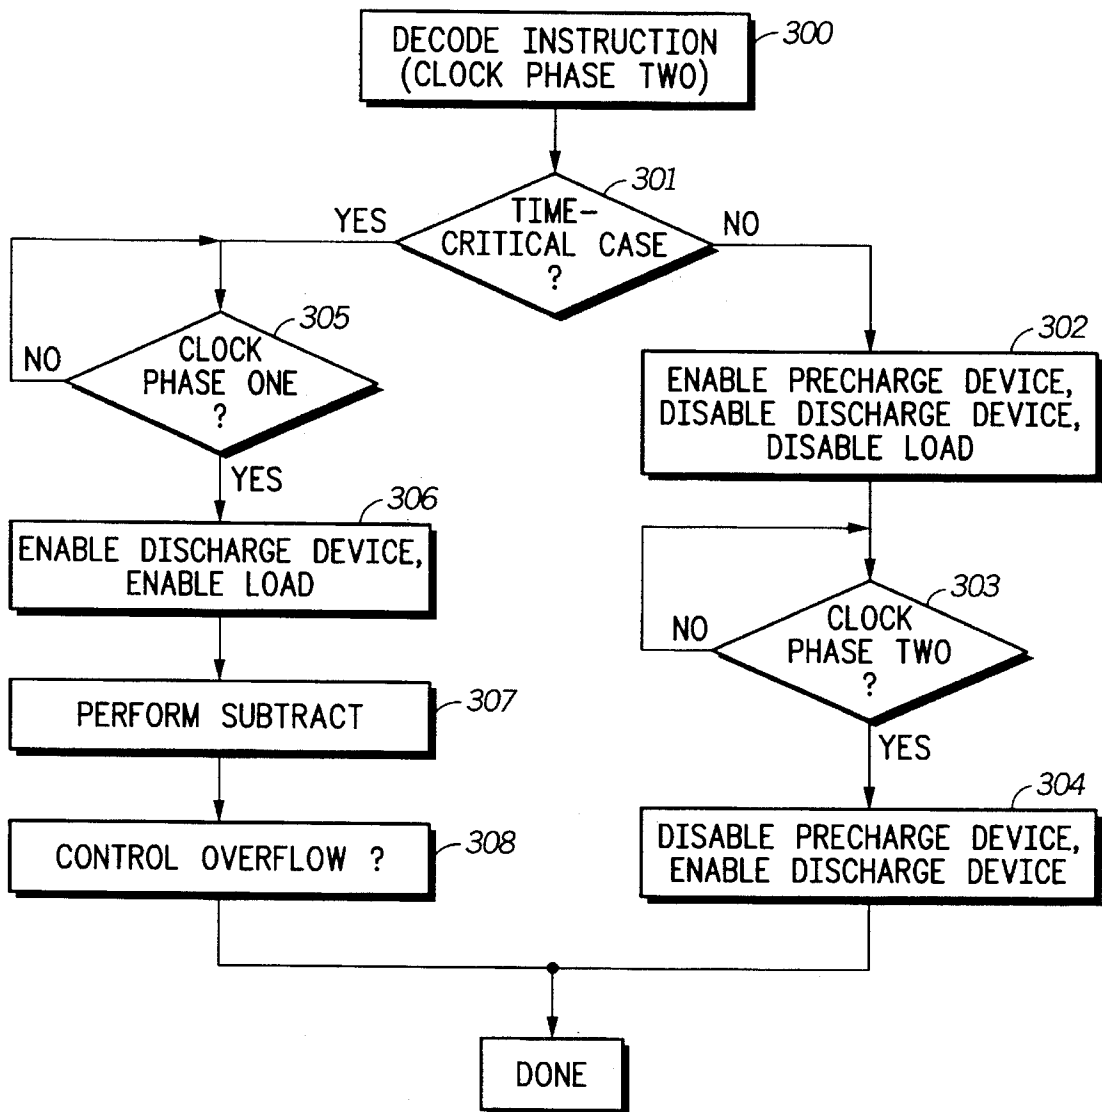 DECODE INSTRUCTION
(CLOCK PHASE TWO)
300
301
TIME-
CRITICAL CASE
?
YES
NO
305
CLOCK
PHASE ONE
?
NO
YES
302
ENABLE PRECHARGE DEVICE,
DISABLE DISCHARGE DEVICE,
DISABLE LOAD
306
ENABLE DISCHARGE DEVICE,
ENABLE LOAD
303
CLOCK
PHASE TWO
?
NO
YES
PERFORM SUBTRACT
307
304
DISABLE PRECHARGE DEVICE,
ENABLE DISCHARGE DEVICE
CONTROL OVERFLOW ?
308
DONE